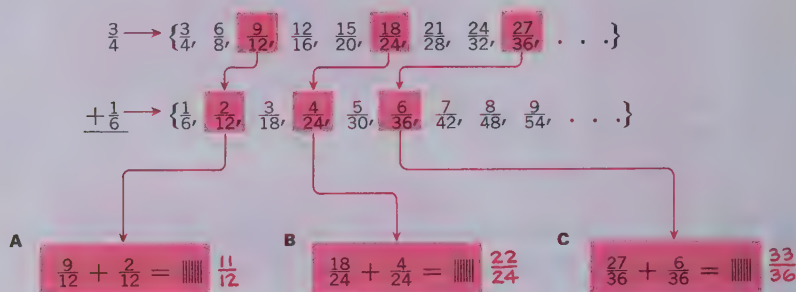 3/4 → {3/4, 6/8, 9/12, 12/16, 15/20, 18/24, 21/28, 24/32, 27/36, . . .}
+ 1/6 → {1/6, 2/12, 3/18, 4/24, 5/30, 6/36, 7/42, 8/48, 9/54, . . .}
A 9/12 + 2/12 = 11/12 B 18/24 + 4/24 = 22/24 C 27/36 + 6/36 = 33/36